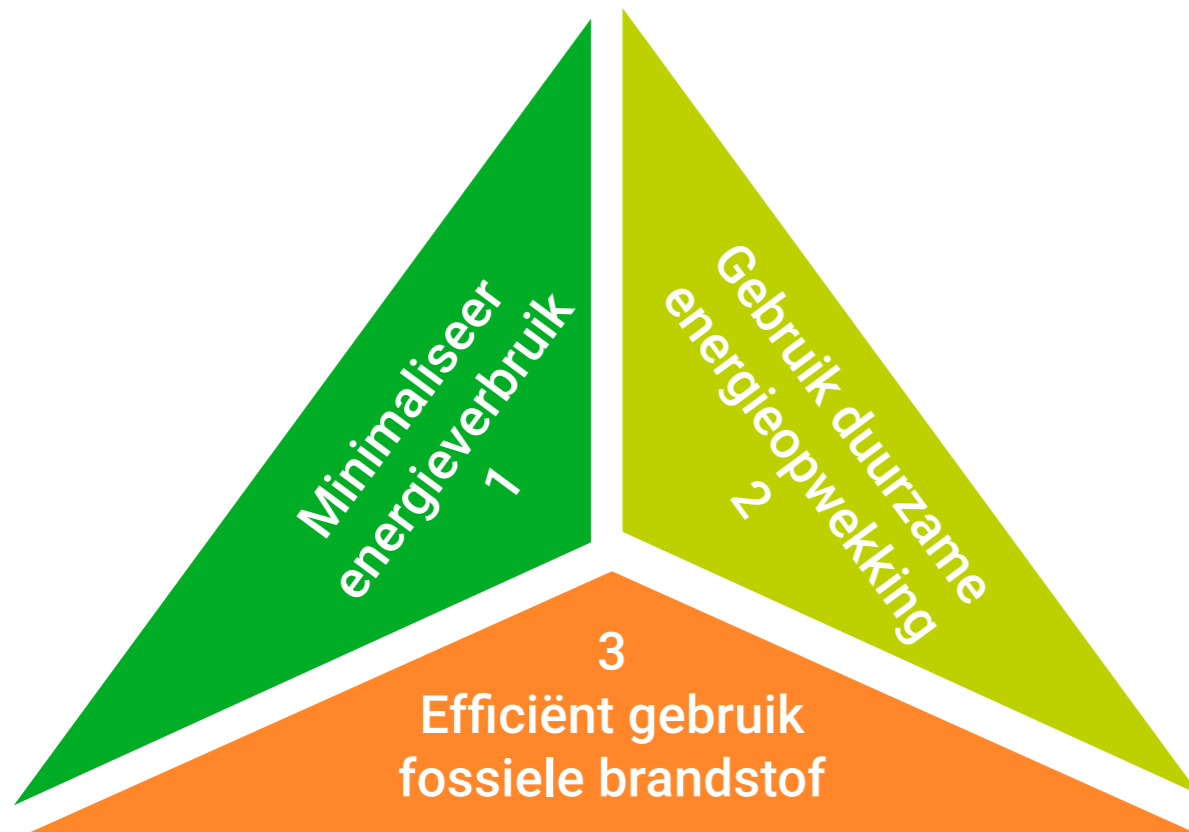 Minimaliseer
energieverbruik
1
Gebruik duurzame
energieopwekking
2
3
Efficiënt gebruik
fossiele brandstof